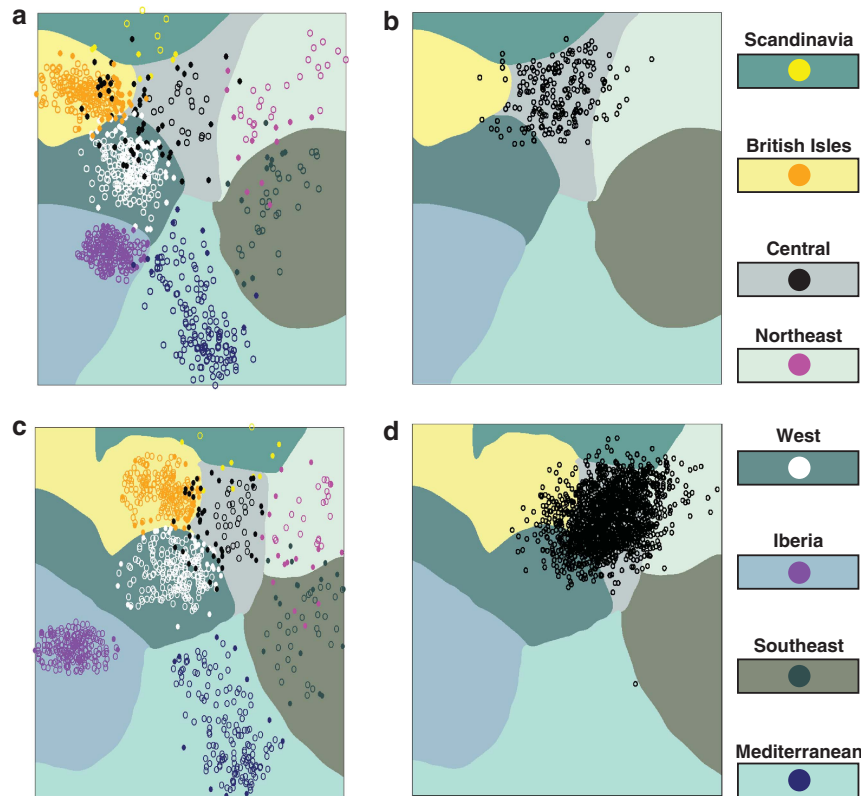 a
b
Scandinavia
British Isles
Central
Northeast
c
d
West
Iberia
Southeast
Mediterranean